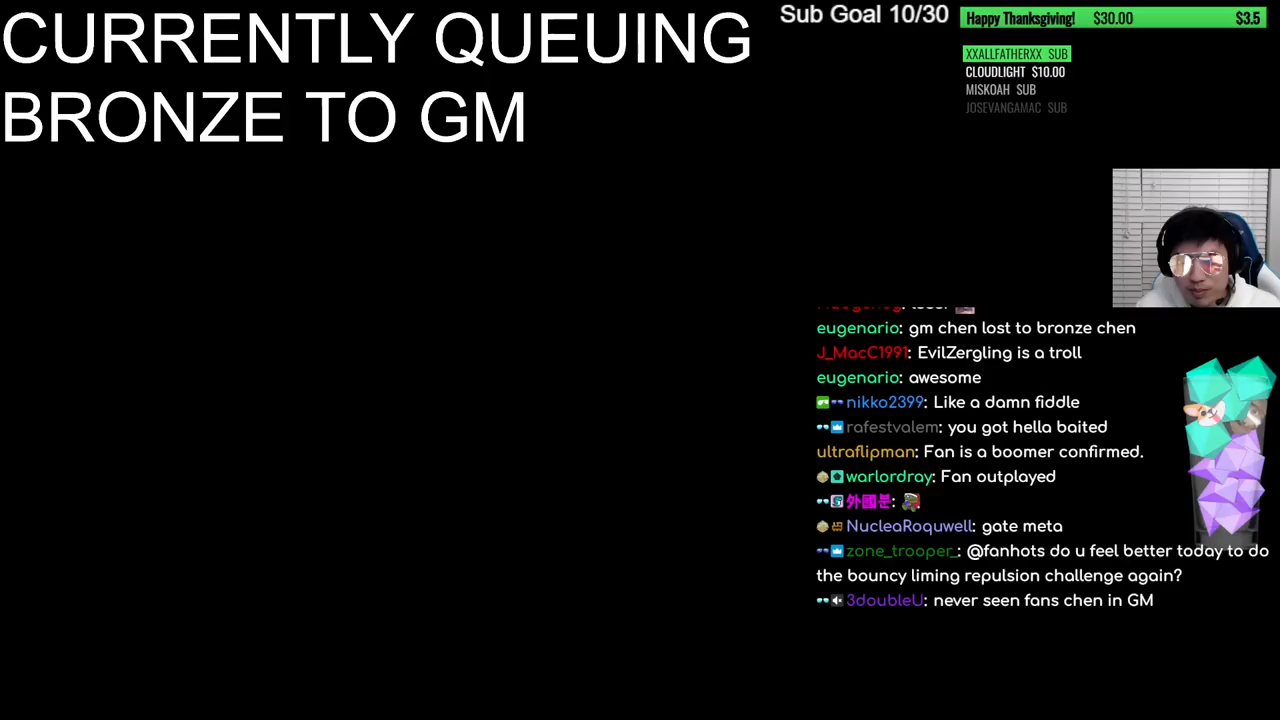 CURRENTLY QUEUING
BRONZE TO GM
Sub Goal 10/30
Happy Thanksgiving! $30.00 $3.5
XXALLFATHERXX SUB
CLOUDLIGHT $10.00
MISKOAH SUB
JOSEVANGAMAC SUB
eugenario: gm chen lost to bronze chen
J_MacC1991: EvilZergling is a troll
eugenario: awesome
nikko2399: Like a damn fiddle
rafestvalem: you got hella baited
ultraflipman: Fan is a boomer confirmed.
warlordray: Fan outplayed
外國분:
NucleaRoquwell: gate meta
zone_trooper_: @fanhots do u feel better today to do
the bouncy liming repulsion challenge again?
3doubleU: never seen fans chen in GM